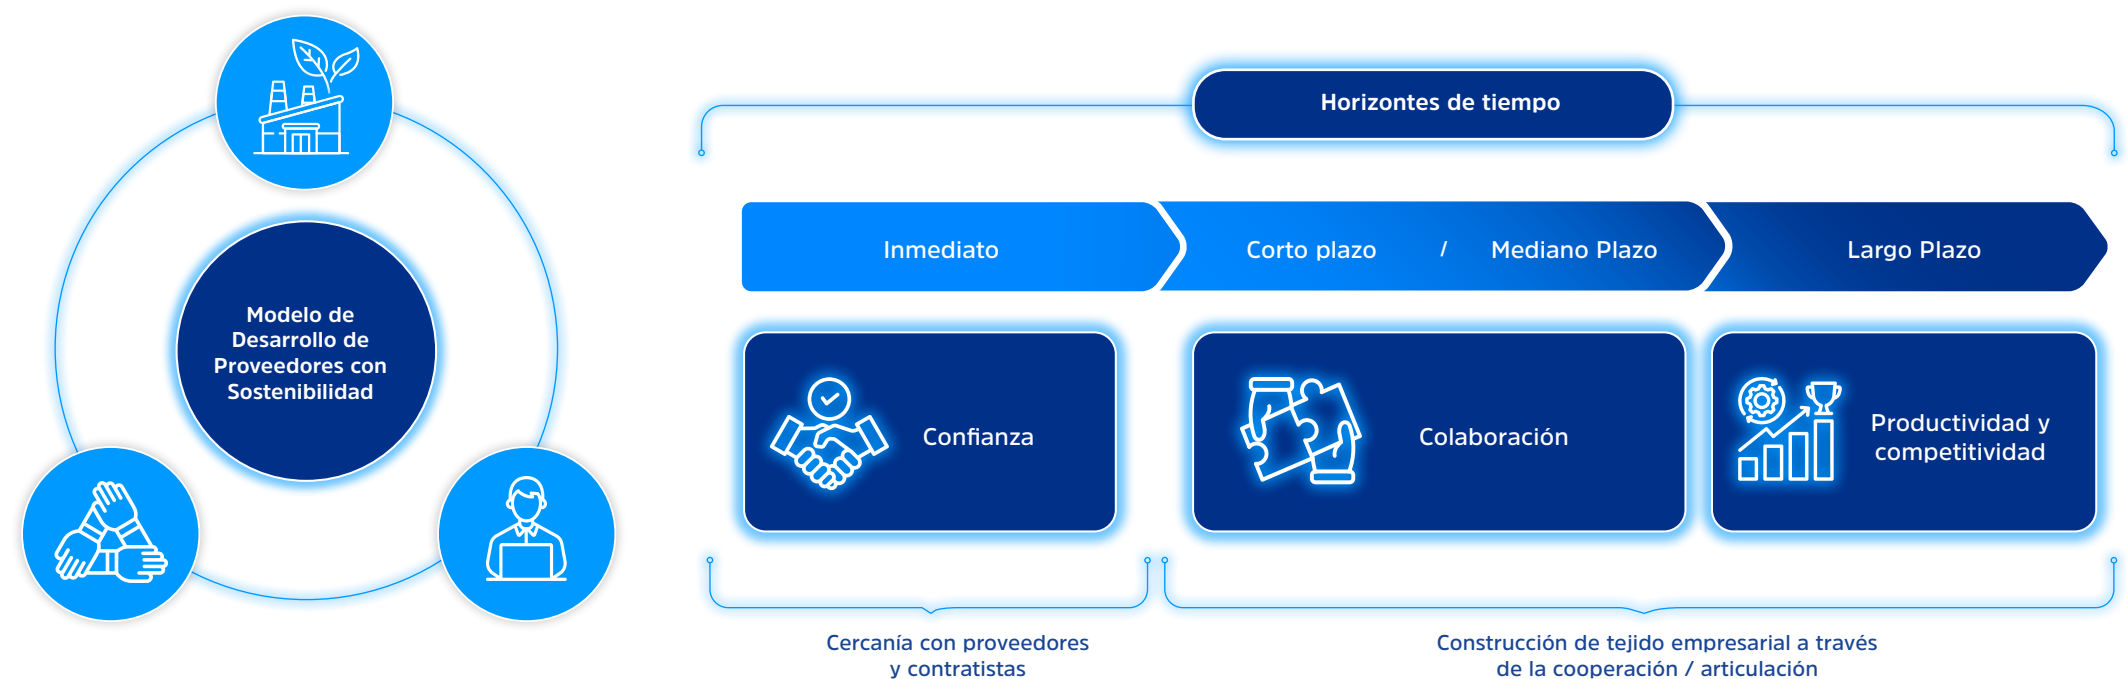 Modelo de
Desarrollo de
Proveedores con
Sostenibilidad
Horizontes de tiempo
Inmediato
Corto plazo / Mediano Plazo
Largo Plazo
Confianza
Colaboración
Productividad y
competitividad
Cercanía con proveedores
y contratistas
Construcción de tejido empresarial a través
de la cooperación / articulación